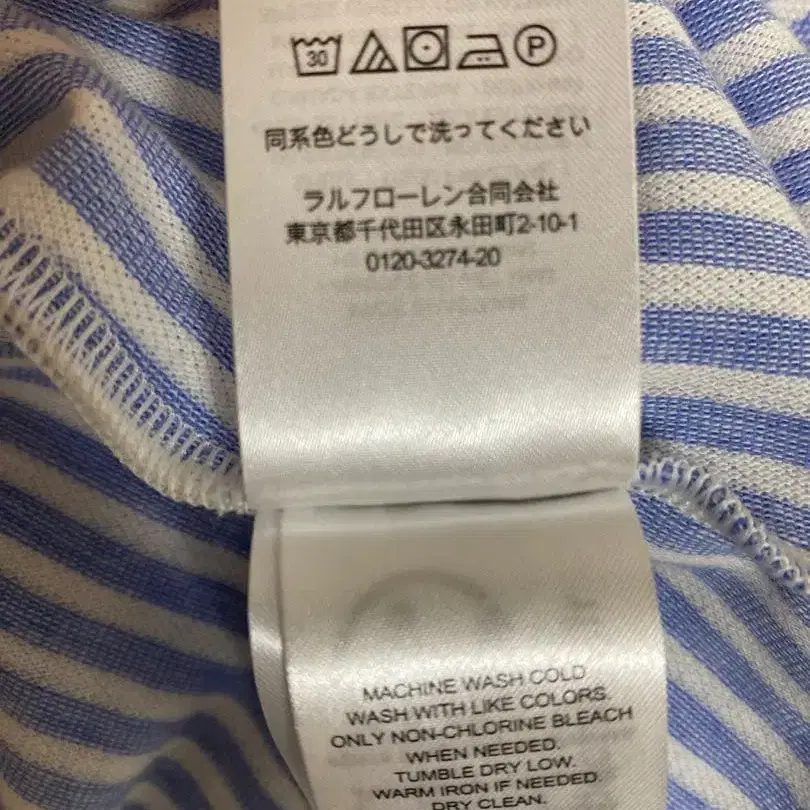 30
P
同系色どうしで洗ってください
ラルフローレン合同会社
東京都千代田区永田町2-10-1
0120-3274-20
MACHINE WASH COLD
WASH WITH LIKE COLORS.
ONLY NON-CHLORINE BLEACH
WHEN NEEDED.
TUMBLE DRY LOW.
WARM IRON IF NEEDED.
DRY CLEAN.